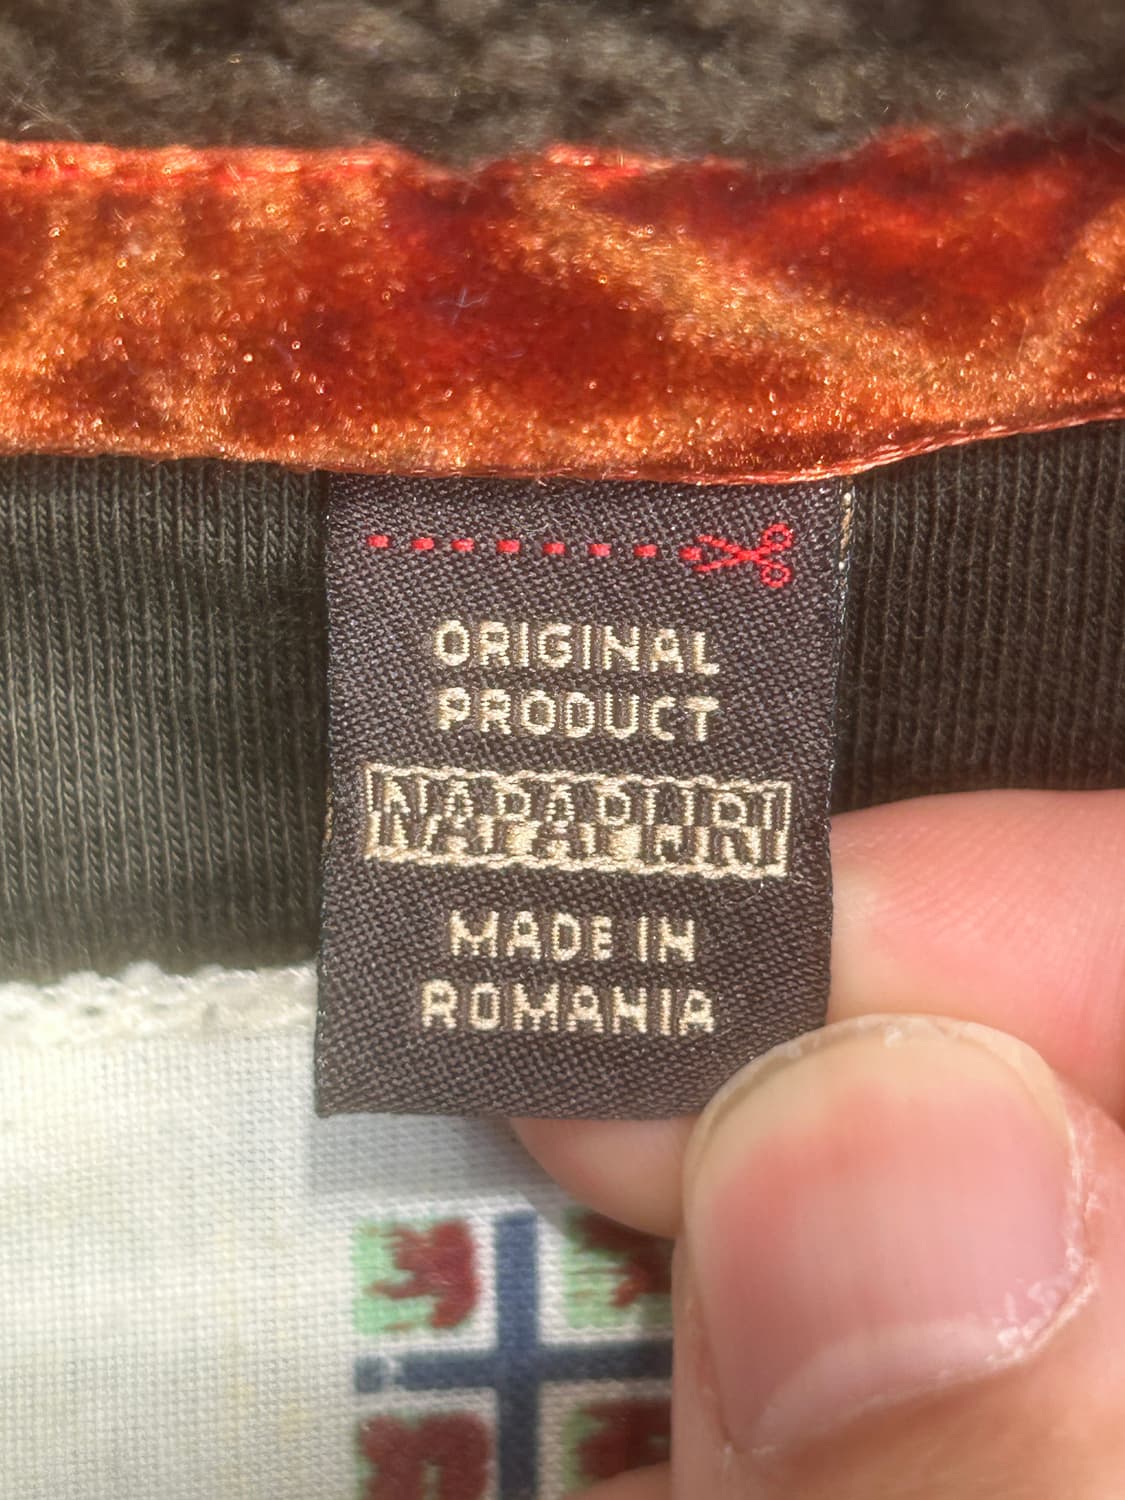 ORIGINAL
PRODUCT
NAPAPIJRI
MADE IN
ROMANIA